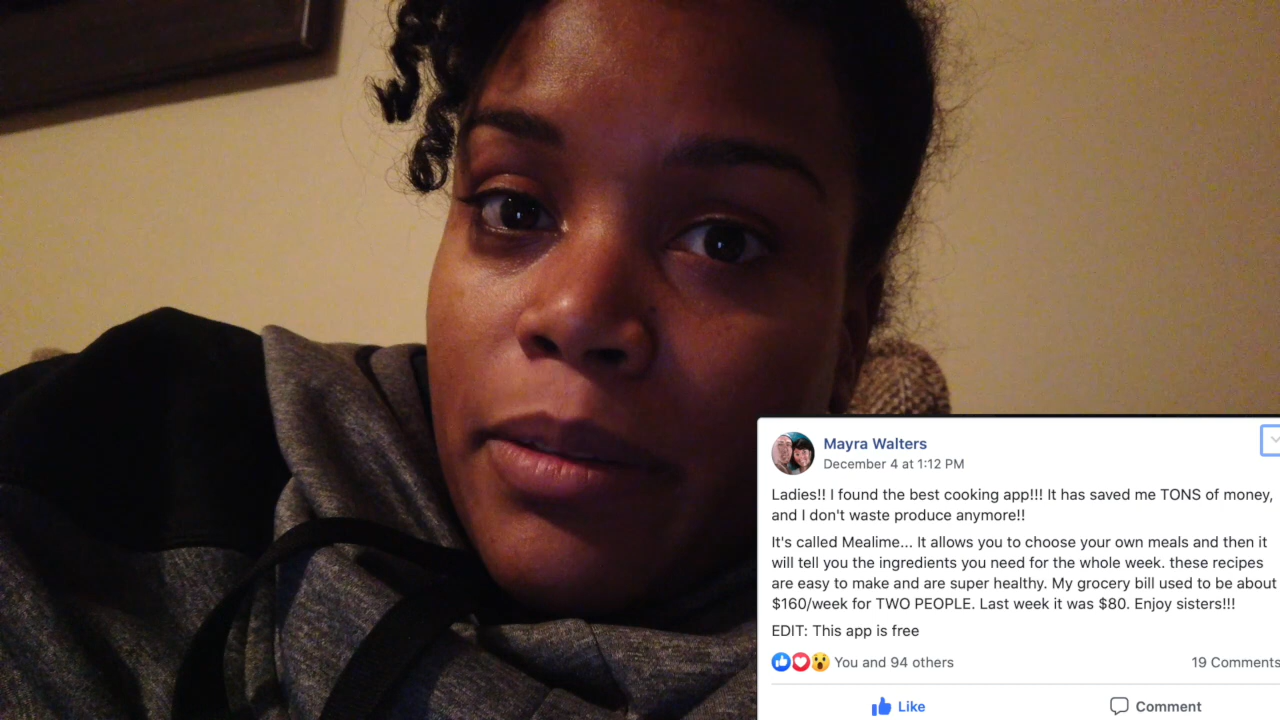 Mayra Walters
December 4 at 1:12 PM
Ladies!! I found the best cooking app!!! It has saved me TONS of money,
and I don't waste produce anymore!!
It's called Mealime... It allows you to choose your own meals and then it
will tell you the ingredients you need for the whole week. these recipes
are easy to make and are super healthy. My grocery bill used to be about
$160/week for TWO PEOPLE. Last week it was $80. Enjoy sisters!!!
EDIT: This app is free
You and 94 others 19 Comments
Like Comment